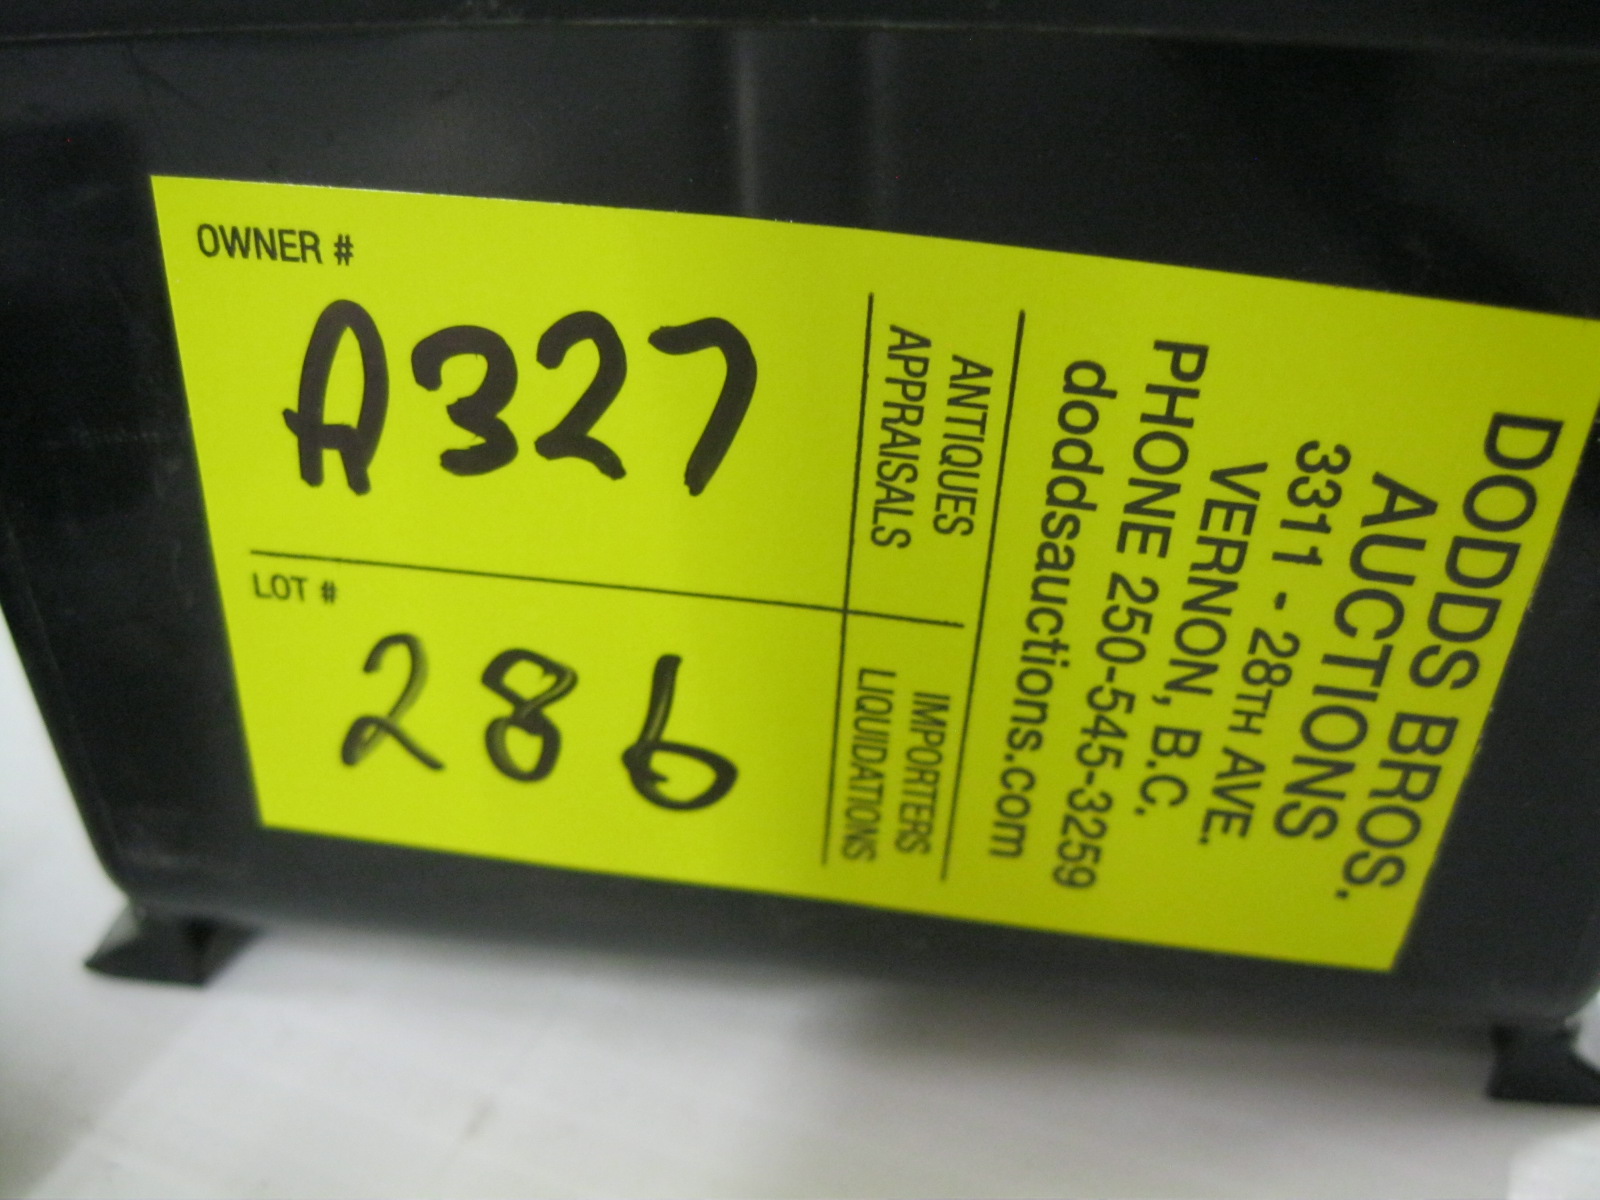 OWNER #
A327
LOT #
286
DODDS BROS.
AUCTIONS
3311 - 28TH AVE.
VERNON, B.C.
PHONE 250-545-3259
doddsauctions.com
ANTIQUES
APPRAISALS
IMPORTERS
LIQUIDATIONS